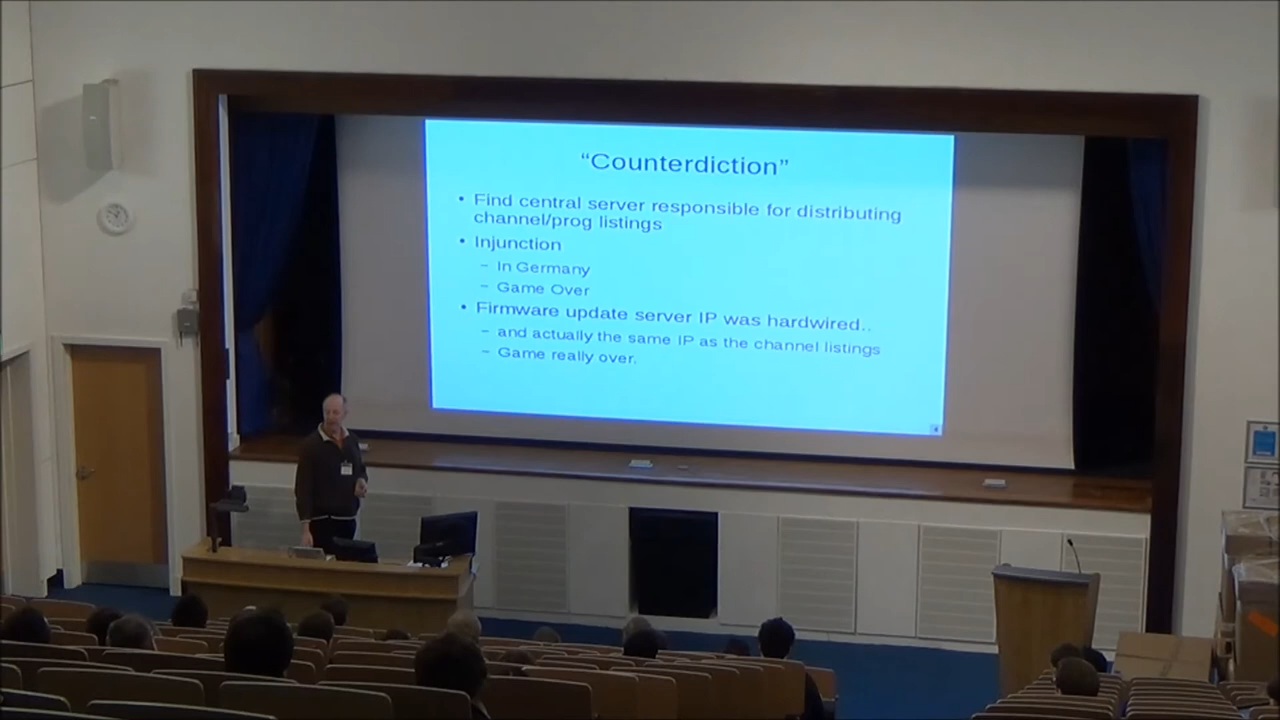 “Counterdiction”
• Find central server responsible for distributing
channel/prog listings
• Injunction
– In Germany
– Game Over
• Firmware update server IP was hardwired..
– and actually the same IP as the channel listings
– Game really over.